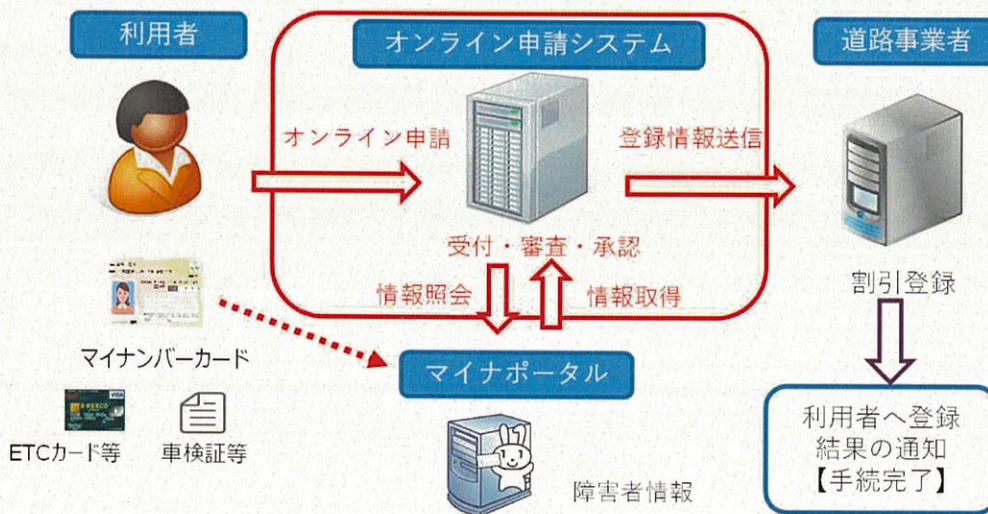 利用者
オンライン申請システム
道路事業者
オンライン申請
登録情報送信
受付・審査・承認
情報照会
情報取得
割引登録
マイナンバーカード
マイナポータル
ETCカード等
車検証等
障害者情報
利用者へ登録
結果の通知
【手続完了】